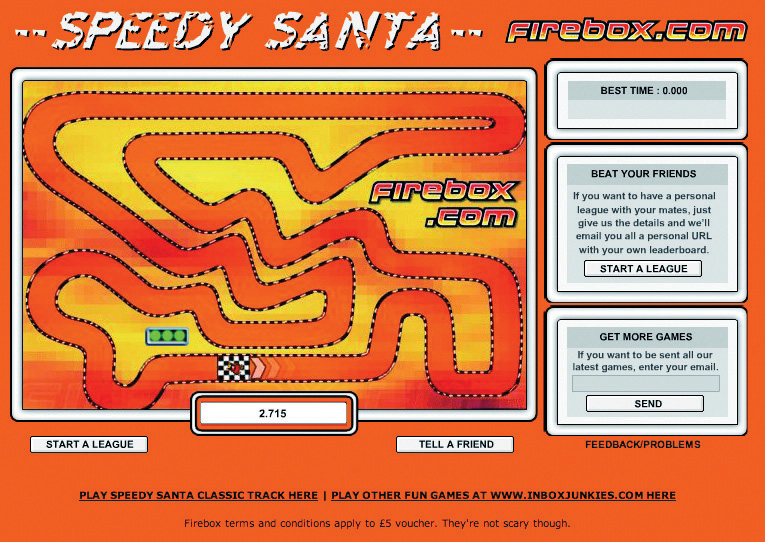 --SPEEDY SANTA--
firebox.com
BEST TIME : 0.000
firebox
.com
BEAT YOUR FRIENDS
If you want to have a personal
league with your mates, just
give us the details and we'll
email you all a personal URL
with your own leaderboard.
START A LEAGUE
GET MORE GAMES
If you want to be sent all our
latest games, enter your email.
SEND
2.715
START A LEAGUE
TELL A FRIEND
FEEDBACK/PROBLEMS
PLAY SPEEDY SANTA CLASSIC TRACK HERE | PLAY OTHER FUN GAMES AT WWW.INBOXJUNKIES.COM HERE
Firebox terms and conditions apply to £5 voucher. They're not scary though.